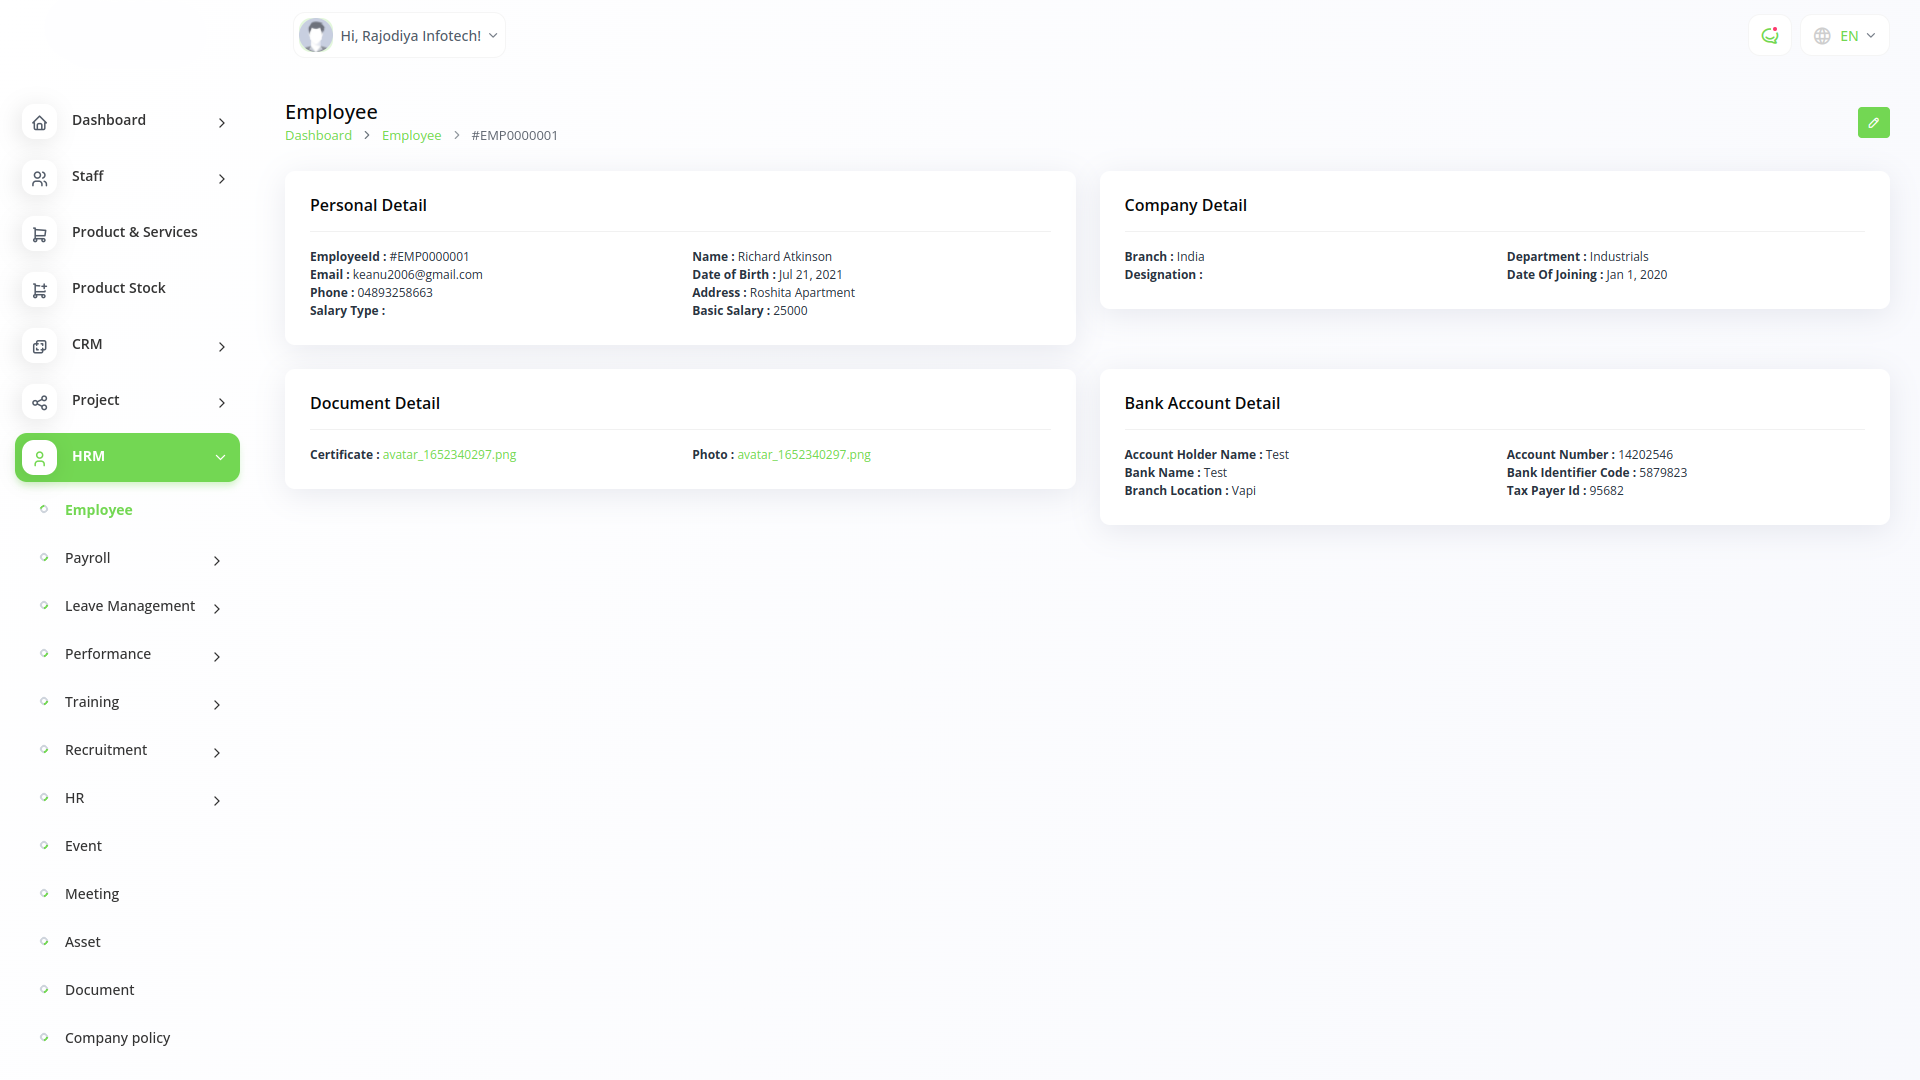 Hi, Rajodiya Infotech!
EN
Dashboard
Staff
Product & Services
Product Stock
CRM
Project
HRM
Employee
Payroll
Leave Management
Performance
Training
Recruitment
HR
Event
Meeting
Asset
Document
Company policy
Employee
Dashboard > Employee > #EMP0000001
Personal Detail
EmployeeId : #EMP0000001
Name : Richard Atkinson
Email : keanu2006@gmail.com
Date of Birth : Jul 21, 2021
Phone : 04893258663
Address : Roshita Apartment
Salary Type :
Basic Salary : 25000
Company Detail
Branch : India
Department : Industrials
Designation :
Date Of Joining : Jan 1, 2020
Document Detail
Certificate : avatar_1652340297.png
Photo : avatar_1652340297.png
Bank Account Detail
Account Holder Name : Test
Account Number : 14202546
Bank Name : Test
Bank Identifier Code : 5879823
Branch Location : Vapi
Tax Payer Id : 95682